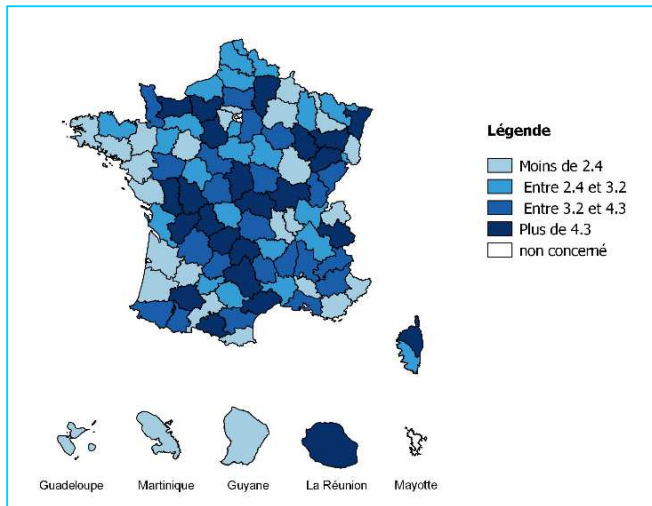 Légende
Moins de 2.4
Entre 2.4 et 3.2
Entre 3.2 et 4.3
Plus de 4.3
non concerné
Guadeloupe Martinique Guyane La Réunion Mayotte